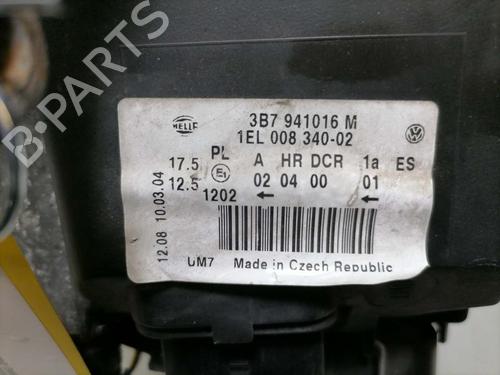 HELLA
3B7 941016 M
1EL 008 340-02
17.5 PL A HR DCR 1a ES
12.5 E1 02 04 00 01
1202 ← ←
12.08 10.03.04
UM7 Made in Czech Republic